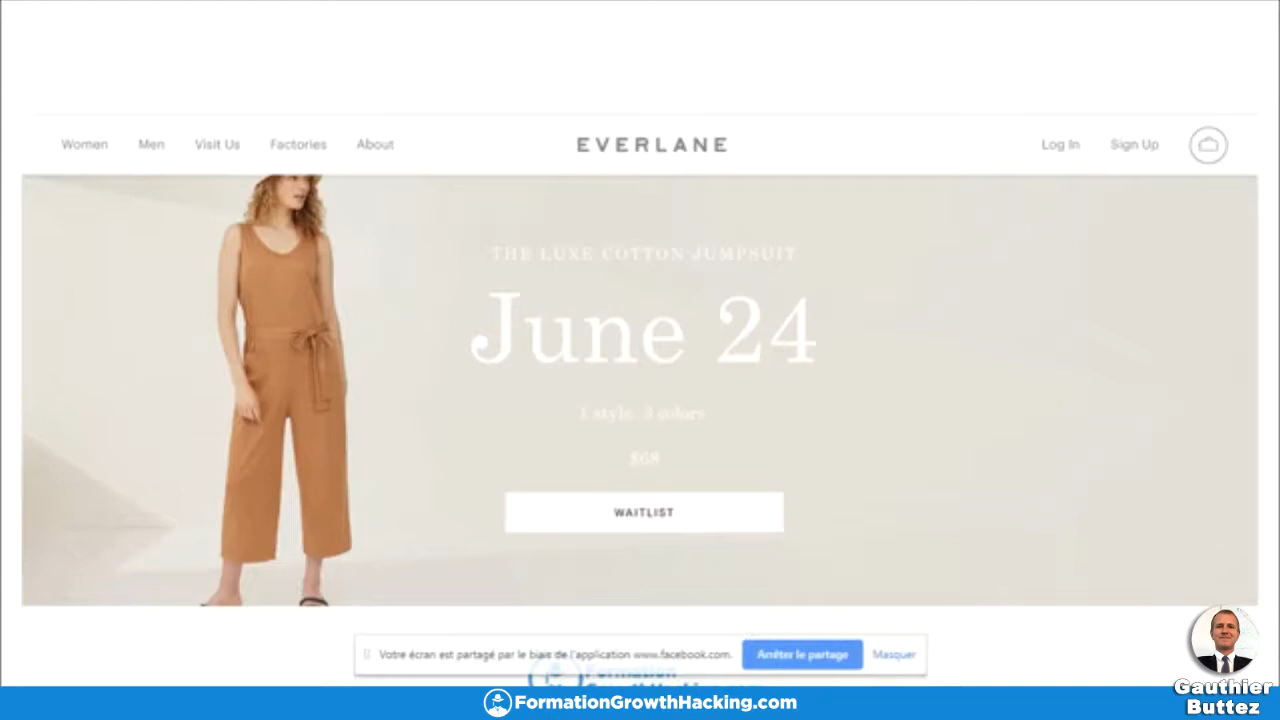 Women Men Visit Us Factories About EVERLANE Log In Sign Up
THE LUXE COTTON JUMPSUIT
June 24
1 style. 3 colors
$68
WAITLIST
Votre écran est partagé par le biais de l'application www.facebook.com. Arrêter le partage Masquer
Formation
FormationGrowthHacking.com
Gauthier
Buttez